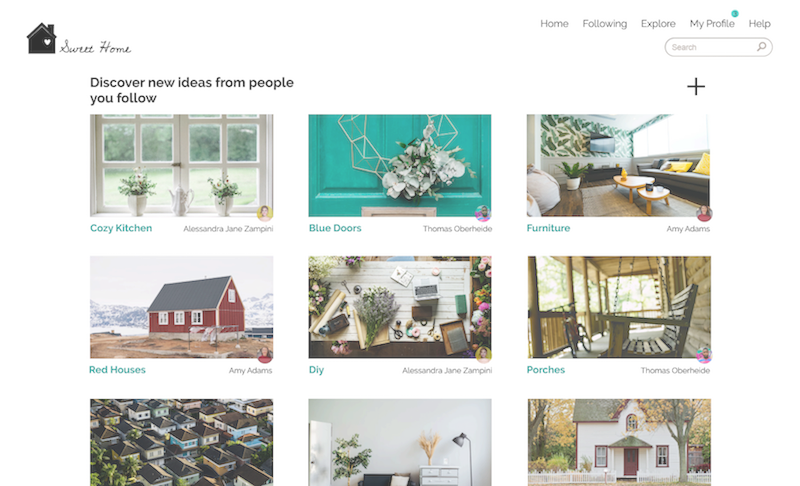 Home Following Explore My Profile Help
Sweet Home
Search
Discover new ideas from people
you follow
Cozy Kitchen Alessandra Jane Zampini
Blue Doors Thomas Oberheide
Furniture Amy Adams
Red Houses Amy Adams
Diy Alessandra Jane Zampini
Porches Thomas Oberheide